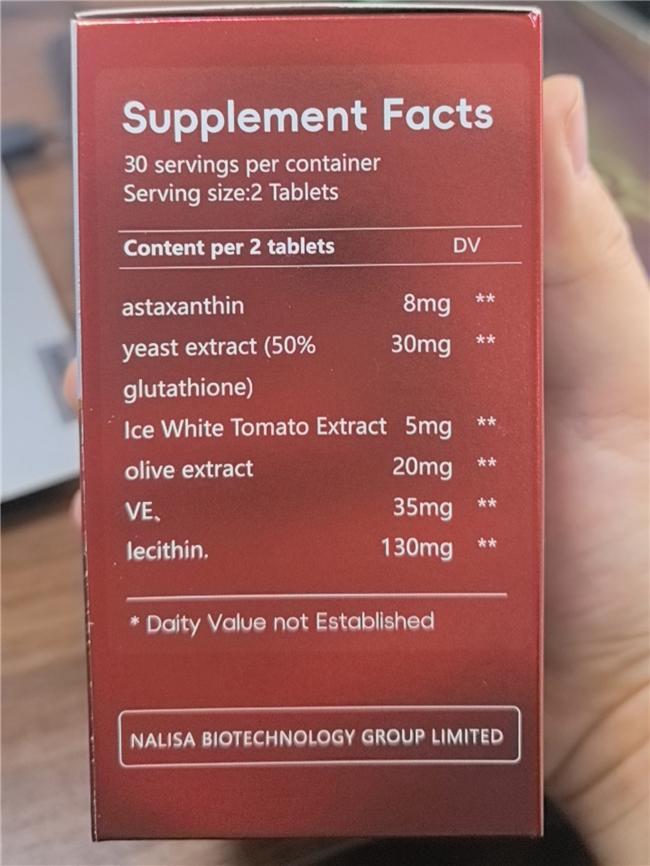 Supplement Facts
30 servings per container
Serving size:2 Tablets
Content per 2 tablets DV
astaxanthin 8mg **
yeast extract (50% 30mg **
glutathione)
Ice White Tomato Extract 5mg **
olive extract 20mg **
VE、 35mg **
lecithin. 130mg **
* Daity Value not Established
NALISA BIOTECHNOLOGY GROUP LIMITED